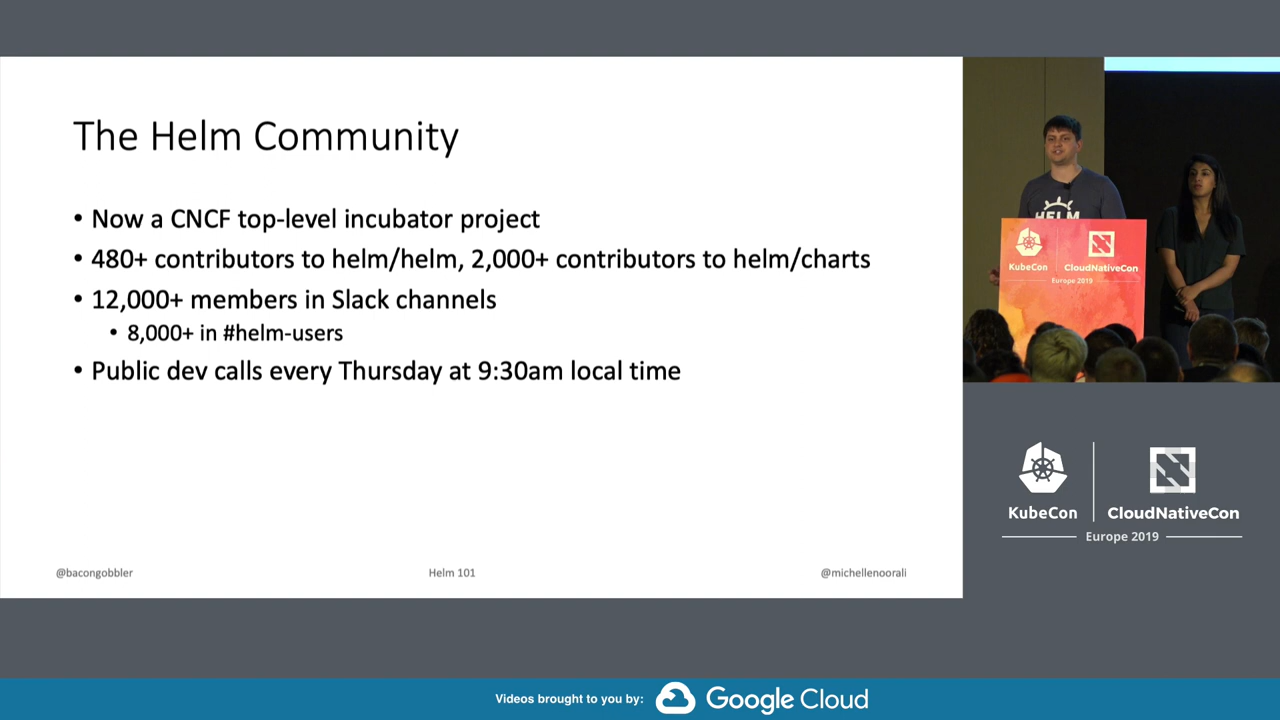 The Helm Community
• Now a CNCF top-level incubator project
• 480+ contributors to helm/helm, 2,000+ contributors to helm/charts
• 12,000+ members in Slack channels
• 8,000+ in #helm-users
• Public dev calls every Thursday at 9:30am local time
@bacongobbler
Helm 101
@michellenoorali
HELM
KubeCon
CloudNativeCon
Europe 2019
KubeCon
CloudNativeCon
Europe 2019
Videos brought to you by:
Google Cloud